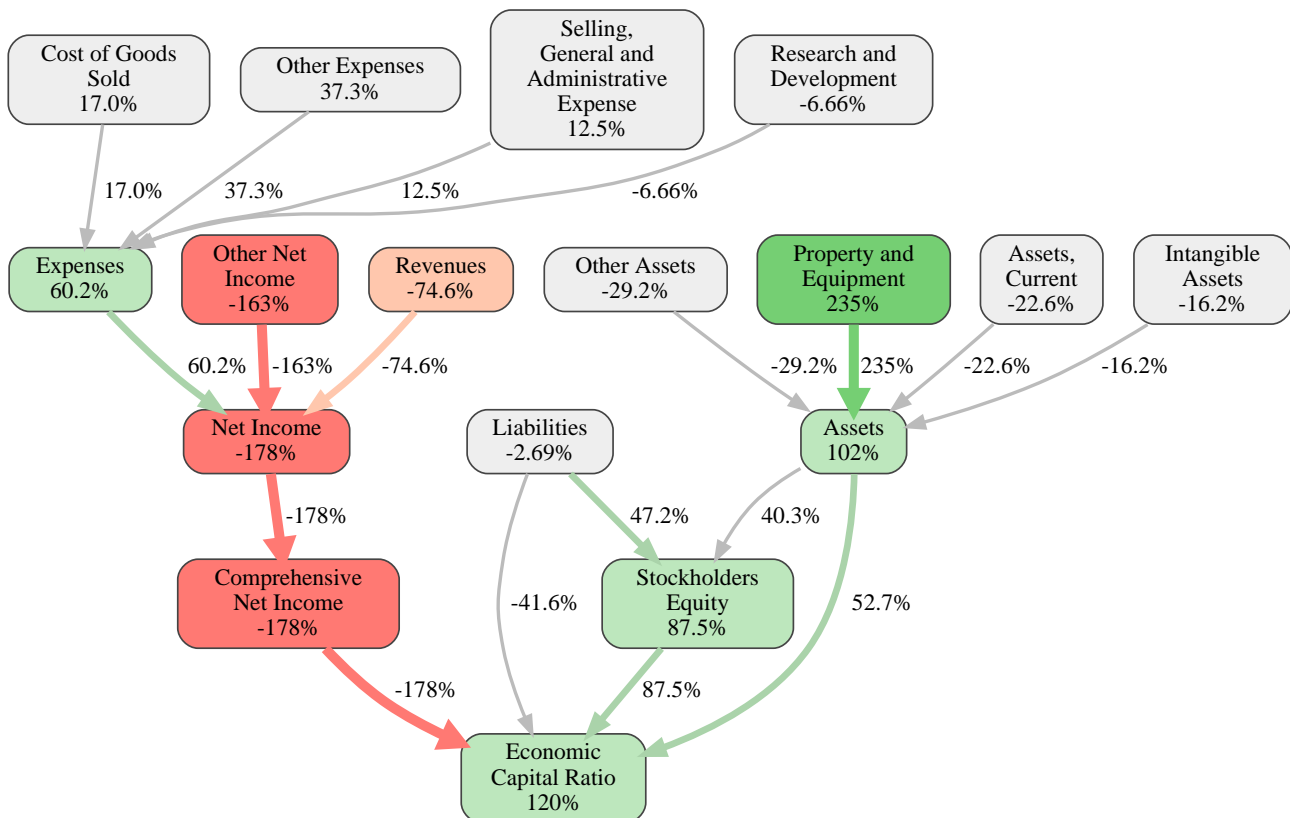 Cost of Goods
Sold
17.0%
Other Expenses
37.3%
Selling,
General and
Administrative
Expense
12.5%
Research and
Development
-6.66%
17.0%
37.3%
12.5%
-6.66%
Expenses
60.2%
Other Net
Income
-163%
Revenues
-74.6%
Other Assets
-29.2%
Property and
Equipment
235%
Assets,
Current
-22.6%
Intangible
Assets
-16.2%
60.2%
-163%
-74.6%
-29.2%
235%
-22.6%
-16.2%
Net Income
-178%
Liabilities
-2.69%
Assets
102%
-178%
47.2%
40.3%
Comprehensive
Net Income
-178%
-41.6%
Stockholders
Equity
87.5%
52.7%
-178%
87.5%
Economic
Capital Ratio
120%